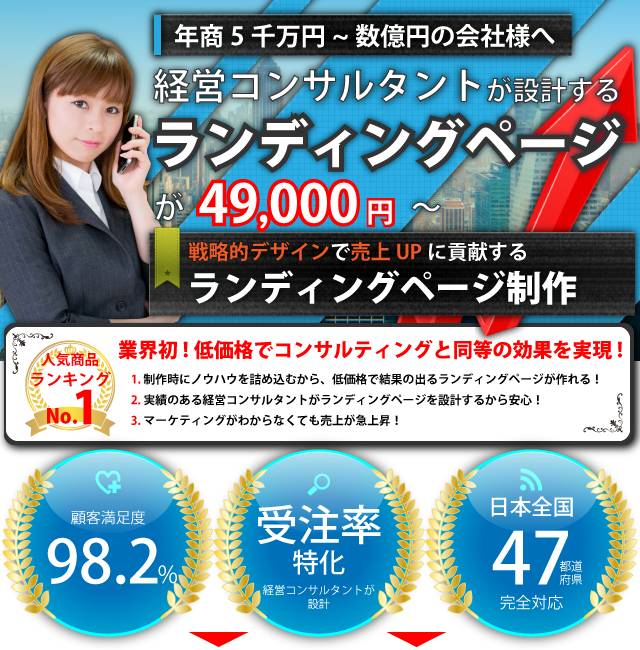 年商5千万円～数億円の会社様へ
経営コンサルタントが設計する
ランディングページ
が 49,000円 ～
戦略的デザインで売上UPに貢献する
ランディングページ制作
人気商品
ランキング
No.1
業界初！低価格でコンサルティングと同等の効果を実現！
1. 制作時にノウハウを詰め込むから、低価格で結果の出るランディングページが作れる！
2. 実績のある経営コンサルタントがランディングページを設計するから安心！
3. マーケティングがわからなくても売上が急上昇！
顧客満足度
98.2%
受注率
特化
経営コンサルタントが
設計
日本全国
47都道府県
完全対応